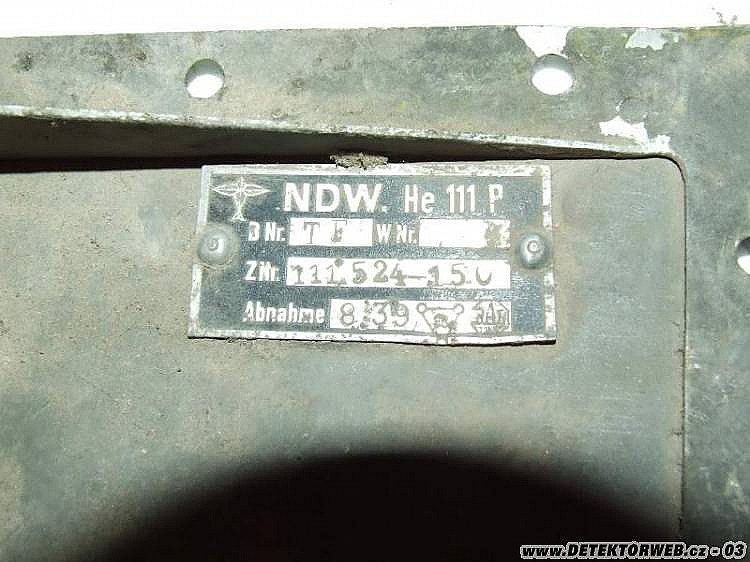 NDW. He 111 P
B Nr. T E W Nr.
Z Nr. 111.524-150
Abnahme 8.39
www.DETEKTORWEB.cz - 03